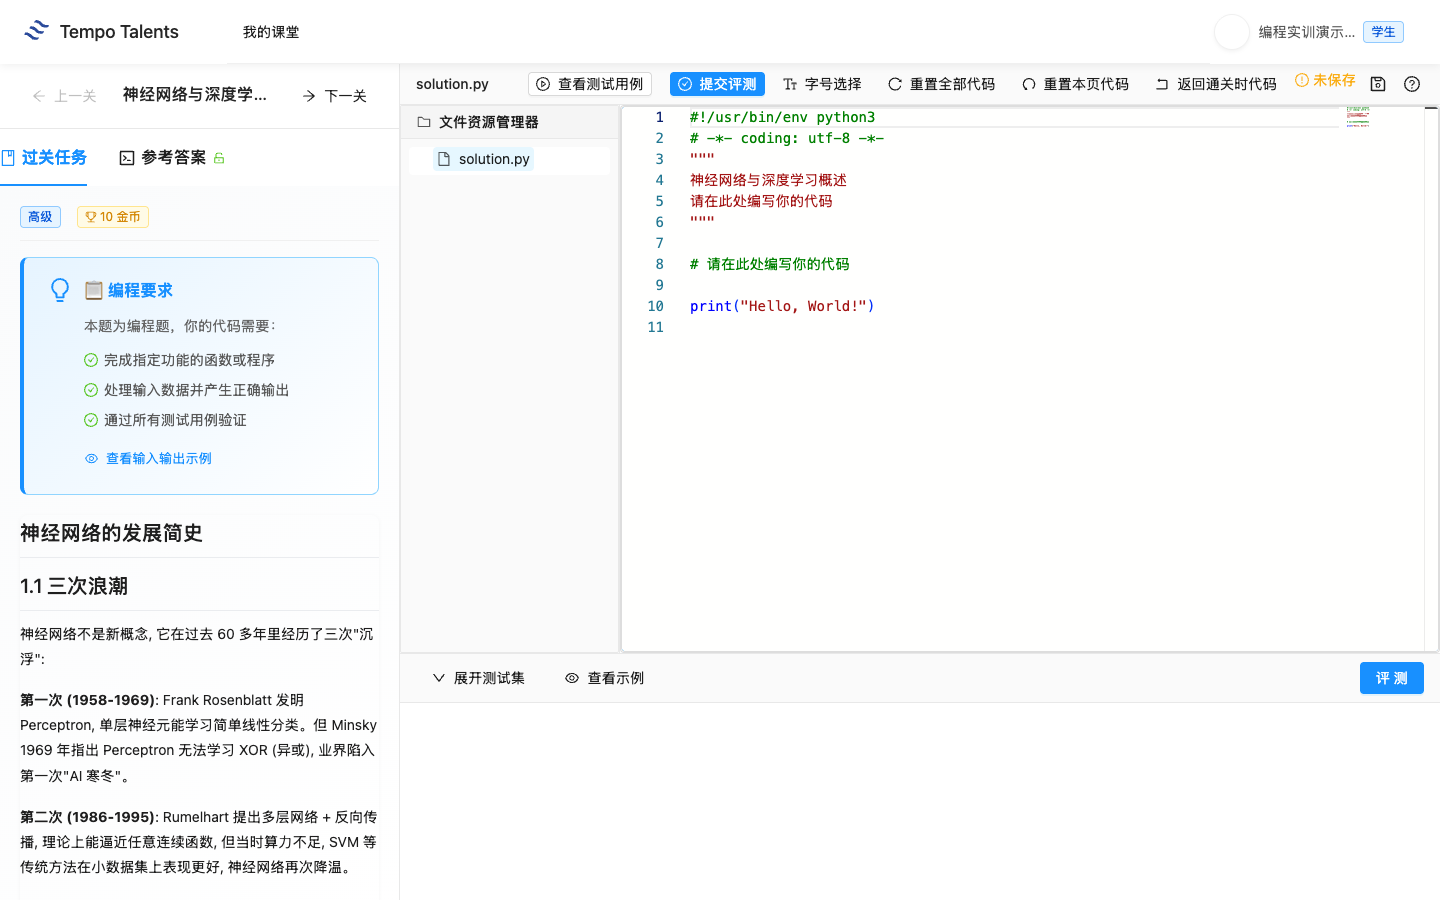 Tempo Talents
我的课堂
编程实训演示...
学生
上一关
神经网络与深度学...
下一关
solution.py
查看测试用例
提交评测
字号选择
重置全部代码
重置本页代码
返回通关时代码
未保存
过关任务
参考答案
文件资源管理器
solution.py
高级
10 金币
编程要求
本题为编程题，你的代码需要：
完成指定功能的函数或程序
处理输入数据并产生正确输出
通过所有测试用例验证
查看输入输出示例
神经网络的发展简史
1.1 三次浪潮
神经网络不是新概念, 它在过去 60 多年里经历了三次"沉
浮":
第一次 (1958-1969): Frank Rosenblatt 发明
Perceptron, 单层神经元能学习简单线性分类。但 Minsky
1969 年指出 Perceptron 无法学习 XOR (异或), 业界陷入
第一次"AI 寒冬"。
第二次 (1986-1995): Rumelhart 提出多层网络 + 反向传
播, 理论上能逼近任意连续函数, 但当时算力不足, SVM 等
传统方法在小数据集上表现更好, 神经网络再次降温。
1 #!/usr/bin/env python3
2 # -*- coding: utf-8 -*-
3 """
4 神经网络与深度学习概述
5 请在此处编写你的代码
6 """
7
8 # 请在此处编写你的代码
9
10 print("Hello, World!")
11
展开测试集
查看示例
评 测